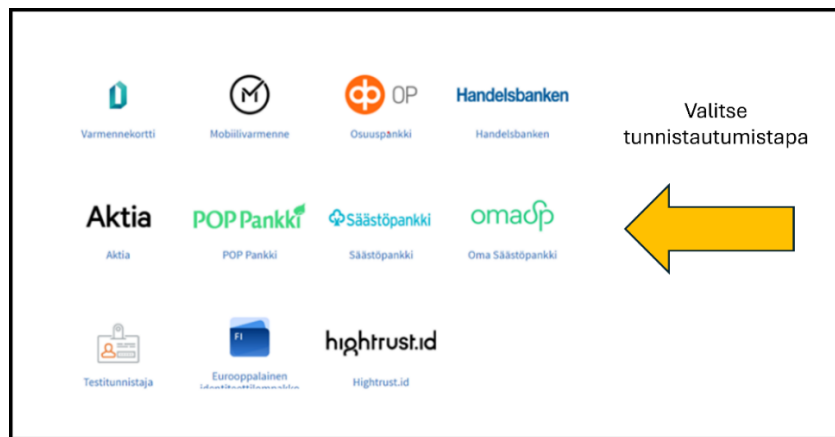 OP
Handelsbanken
Varmennekortti
Mobiilivarmenne
Osuuspankki
Handelsbanken
Valitse
tunnistautumistapa
Aktia
POP Pankki
Säästöpankki
omasp
Aktia
POP Pankki
Säästöpankki
Oma Säästöpankki
FI
hightrust.id
Testitunnistaja
Eurooppalainen
identiteettilompakko
Hightrust.id